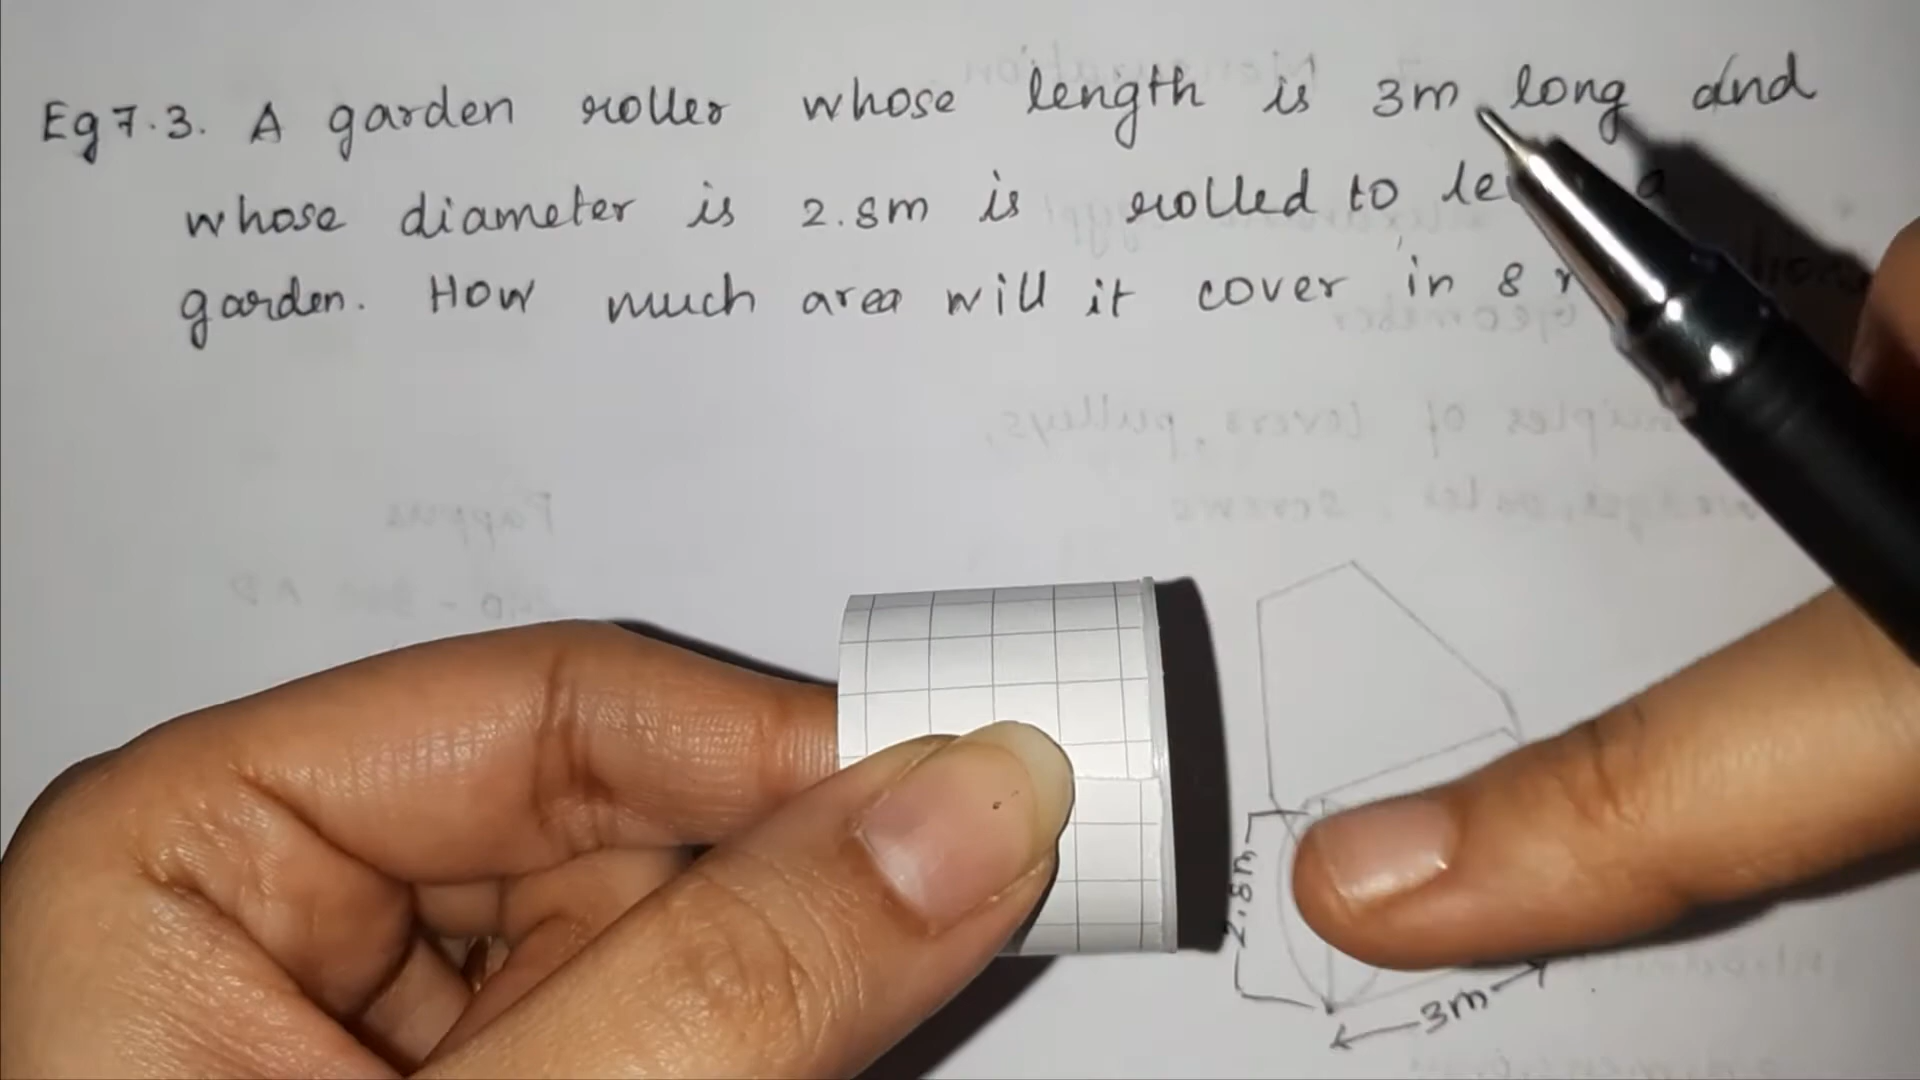 Eg 7.3. A garden roller whose length is 3m long and
whose diameter is 2.8m is rolled to
garden. How much area will it cover in 8
2.8m
3m